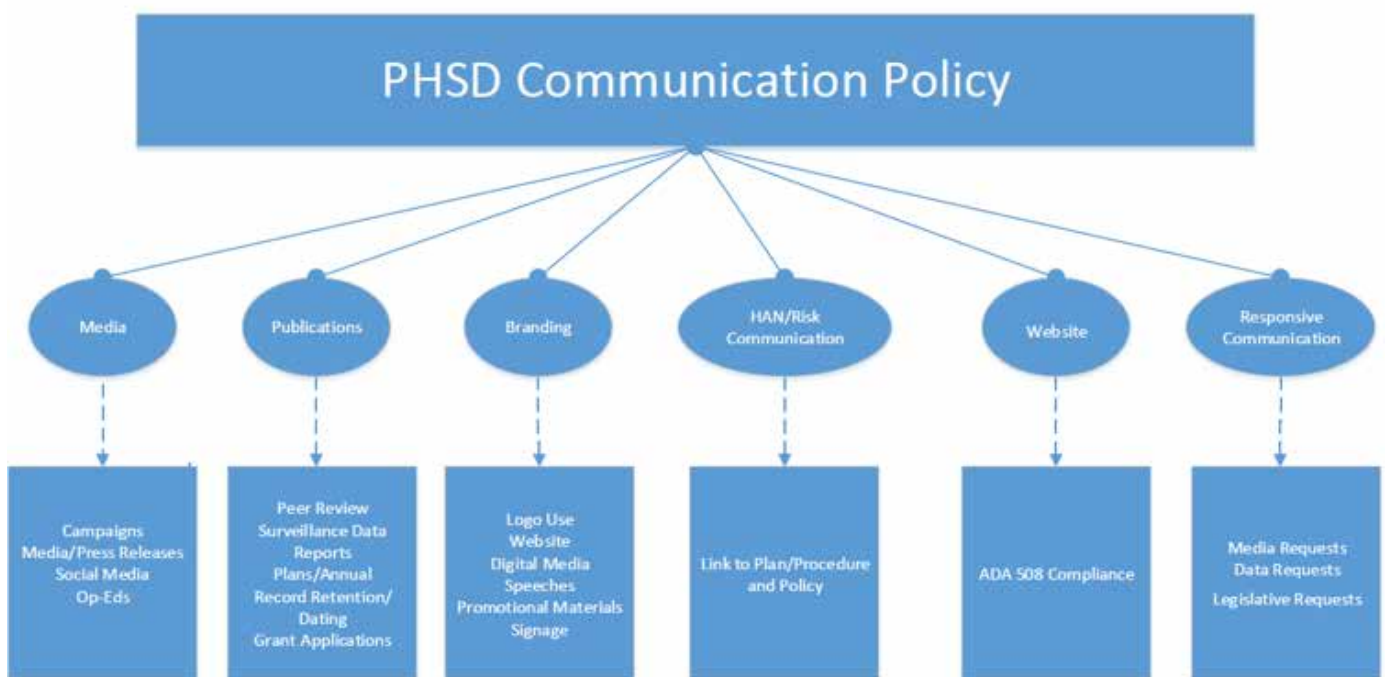 PHSD Communication Policy
Media
Publications
Branding
HAN/Risk
Communication
Website
Responsive
Communication
Campaigns
Media/Press Releases
Social Media
Op-Eds
Peer Review
Surveillance Data
Reports
Plans/Annual
Record Retention/
Dating
Grant Applications
Logo Use
Website
Digital Media
Speeches
Promotional Materials
Signage
Link to Plan/Procedure
and Policy
ADA 508 Compliance
Media Requests
Data Requests
Legislative Requests